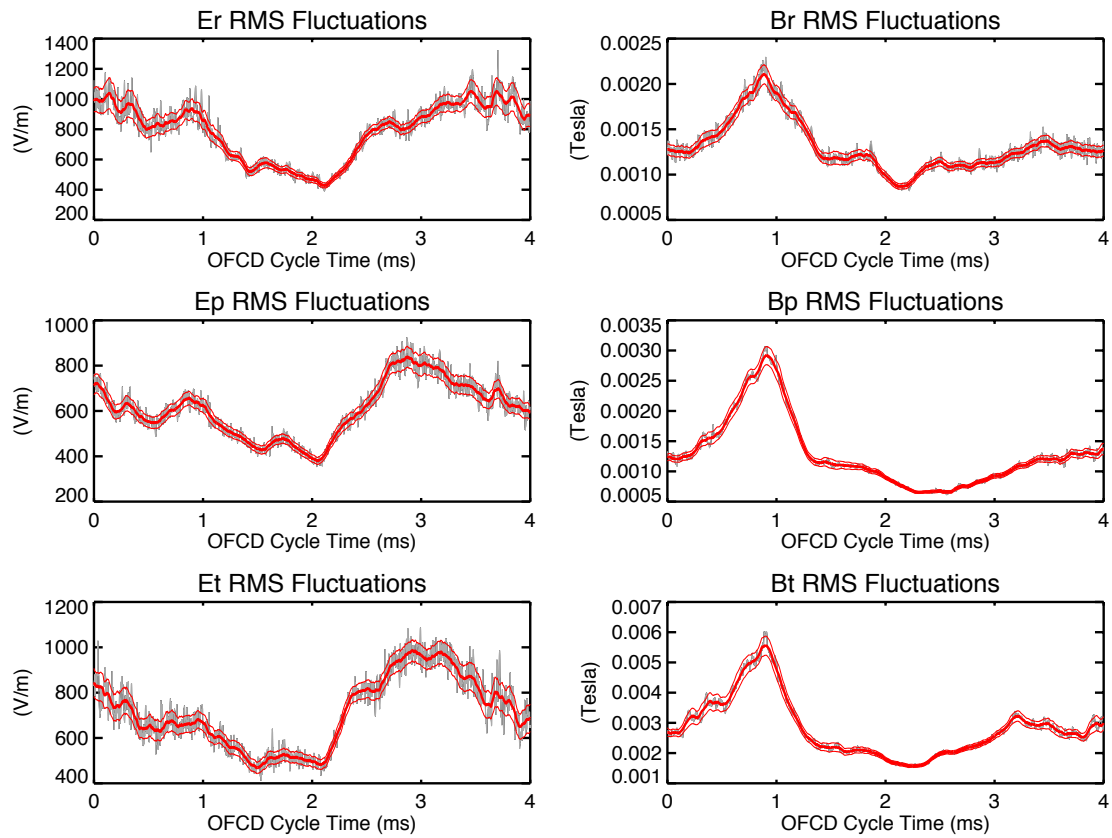 Er RMS Fluctuations
1400
1200
1000
800
600
400
200
(V/m)
0 1 2 3 4
OFCD Cycle Time (ms)
Br RMS Fluctuations
0.0025
0.0020
0.0015
0.0010
0.0005
(Tesla)
0 1 2 3 4
OFCD Cycle Time (ms)
Ep RMS Fluctuations
1000
800
600
400
200
(V/m)
0 1 2 3 4
OFCD Cycle Time (ms)
Bp RMS Fluctuations
0.0035
0.0030
0.0025
0.0020
0.0015
0.0010
0.0005
(Tesla)
0 1 2 3 4
OFCD Cycle Time (ms)
Et RMS Fluctuations
1200
1000
800
600
400
(V/m)
0 1 2 3 4
OFCD Cycle Time (ms)
Bt RMS Fluctuations
0.007
0.006
0.005
0.004
0.003
0.002
0.001
(Tesla)
0 1 2 3 4
OFCD Cycle Time (ms)